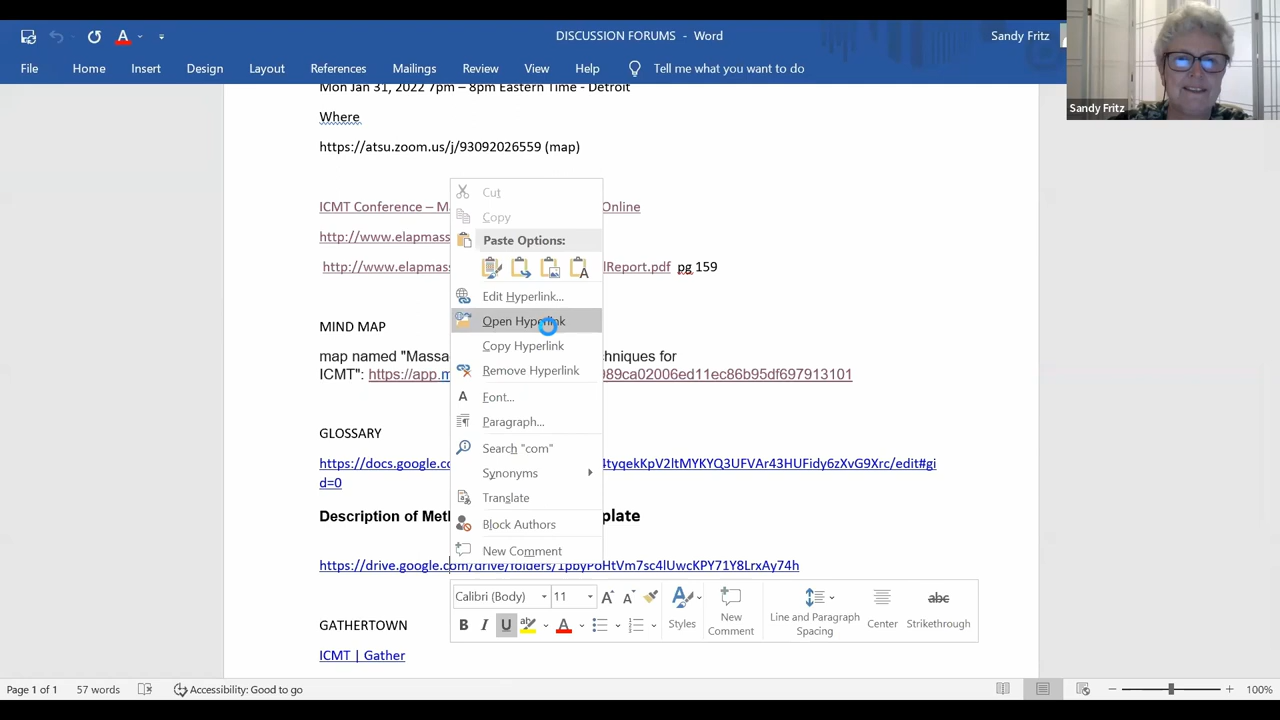 DISCUSSION FORUMS - Word
Sandy Fritz
File Home Insert Design Layout References Mailings Review View Help Tell me what you want to do
Sandy Fritz
Mon Jan 31, 2022 7pm – 8pm Eastern Time - Detroit
Where
https://atsu.zoom.us/j/93092026559 (map)
Cut
ICMT Conference – M Online
Copy
http://www.elapmass
Paste Options:
http://www.elapmass lReport.pdf pg 159
Edit Hyperlink...
Open Hyperlink
MIND MAP
Copy Hyperlink
map named "Massa chniques for
ICMT": https://app.m 989ca02006ed11ec86b95df697913101
Remove Hyperlink
Font...
Paragraph...
GLOSSARY
Search "com"
https://docs.google.co 4tyqekKpV2ltMYKYQ3UFVAr43HUFidy6zXvG9Xrc/edit#gi
d=0
Synonyms
Translate
Description of Meth plate
Block Authors
New Comment
https://drive.google.com/drive/folders/1pbyPoHtVm7sc4lUwcKPY71Y8LrxAy74h
Calibri (Body) 11
Styles New Comment Line and Paragraph Spacing Center Strikethrough
GATHERTOWN
ICMT | Gather
Page 1 of 1 57 words Accessibility: Good to go 100%